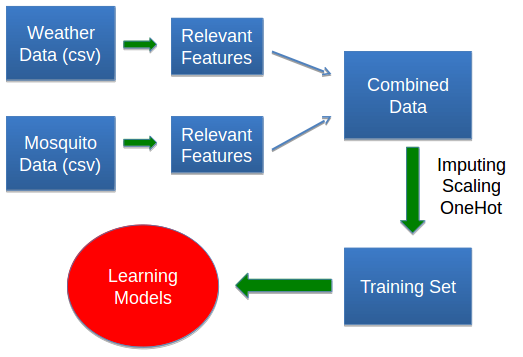 Weather
Data (csv)
Relevant
Features
Mosquito
Data (csv)
Relevant
Features
Combined
Data
Imputing
Scaling
OneHot
Training Set
Learning
Models